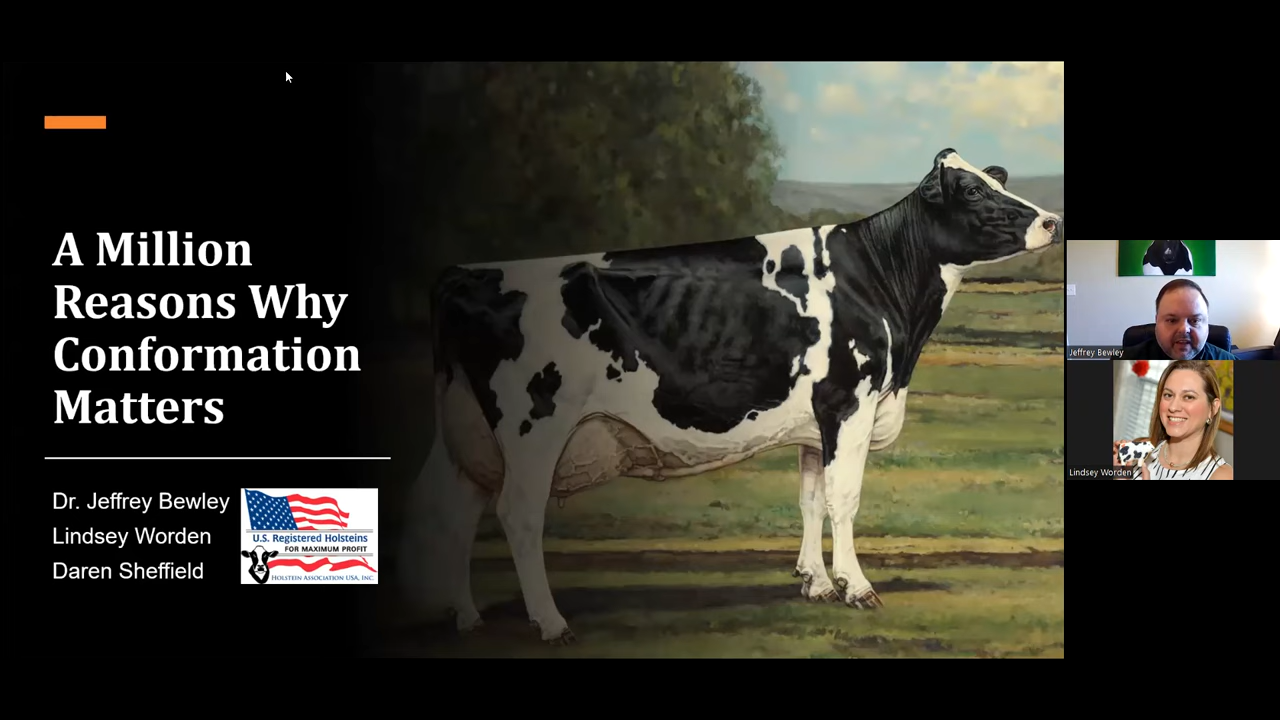 A Million
Reasons Why
Conformation
Matters
Dr. Jeffrey Bewley
Lindsey Worden
Daren Sheffield
U.S. Registered Holsteins
FOR MAXIMUM PROFIT
HOLSTEIN ASSOCIATION USA, INC.
Jeffrey Bewley
Lindsey Worden